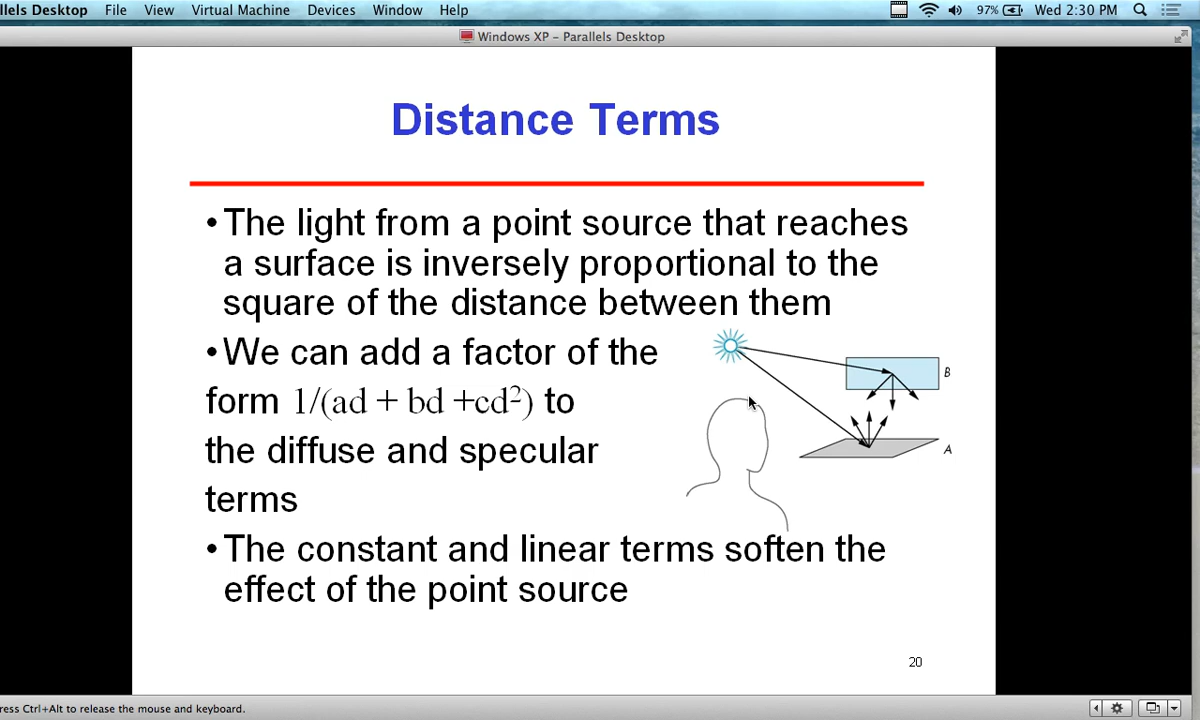 llels Desktop File View Virtual Machine Devices Window Help 97% Wed 2:30 PM
Windows XP – Parallels Desktop
Distance Terms
• The light from a point source that reaches
a surface is inversely proportional to the
square of the distance between them
• We can add a factor of the
form 1/(ad + bd +cd²) to
the diffuse and specular
terms
B
A
• The constant and linear terms soften the
effect of the point source
20
ress Ctrl+Alt to release the mouse and keyboard.